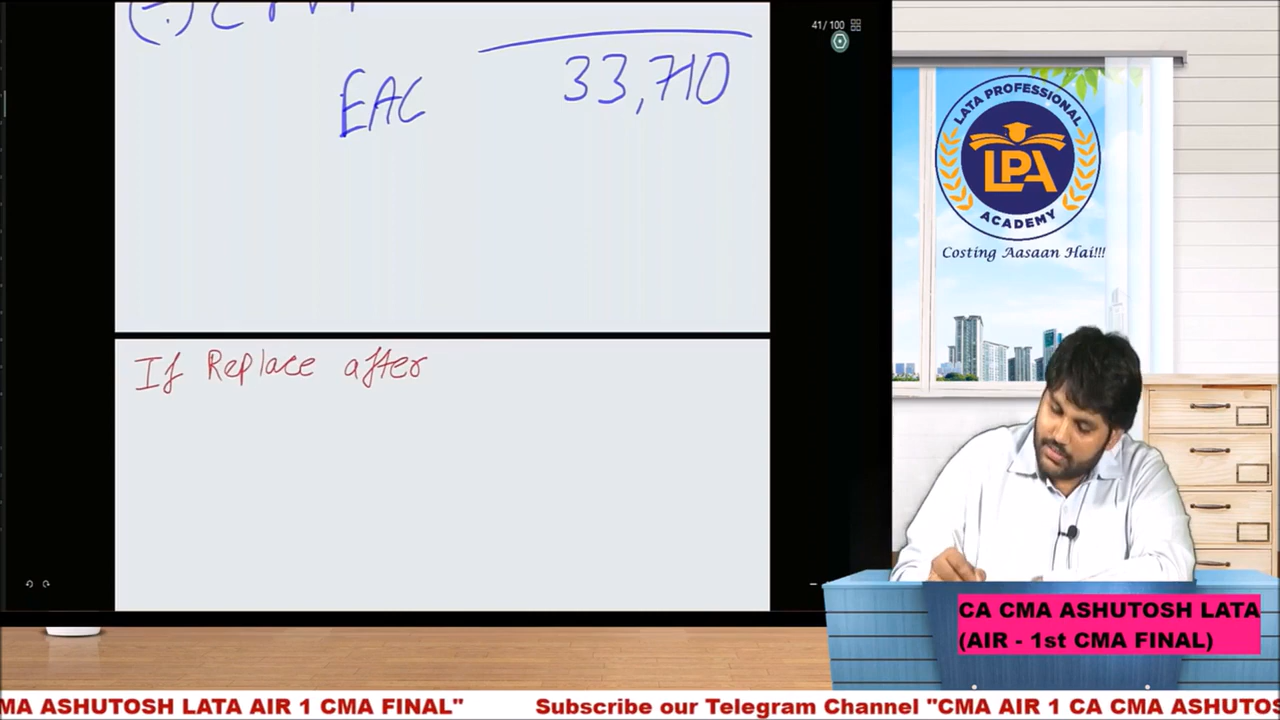 41/100
33,710
EAC
If Replace after
LATA PROFESSIONAL
LPA
ACADEMY
Costing Aasaan Hai!!!
CA CMA ASHUTOSH LATA
(AIR - 1st CMA FINAL)
MA ASHUTOSH LATA AIR 1 CMA FINAL" Subscribe our Telegram Channel "CMA AIR 1 CA CMA ASHUTOS